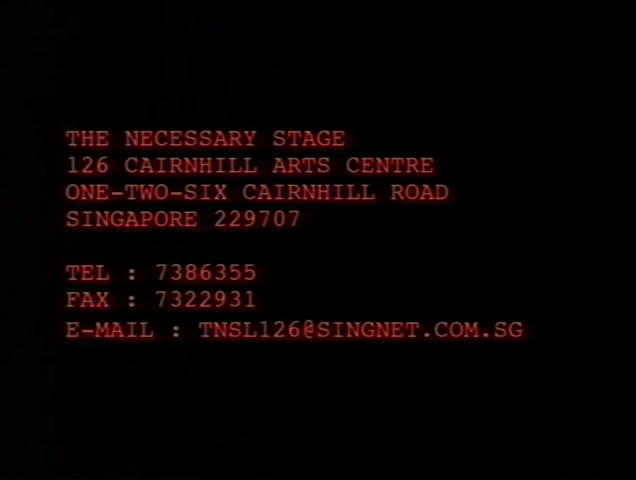 THE NECESSARY STAGE
126 CAIRNHILL ARTS CENTRE
ONE-TWO-SIX CAIRNHILL ROAD
SINGAPORE 229707
TEL : 7386355
FAX : 7322931
E-MAIL : TNSL126@SINGNET.COM.SG